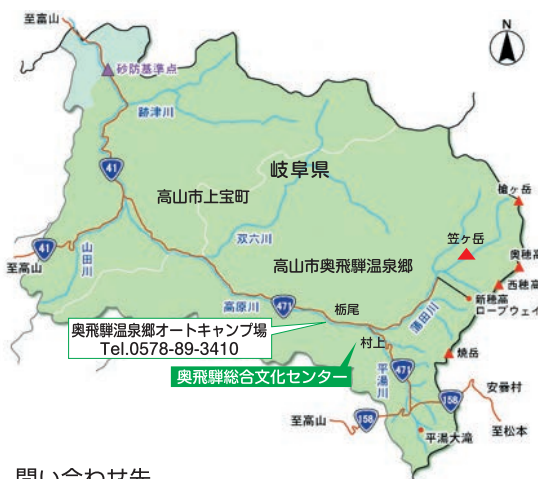 至富山
N
砂防基準点
跡津川
41
岐阜県
高山市上宝町
槍ヶ岳
双六川
笠ヶ岳
41
山田川
至高山
高山市奥飛騨温泉郷
奥穂高
西穂高
新穂高
ロープウェイ
高原川
471
栃尾
蒲田川
奥飛騨温泉郷オートキャンプ場
Tel.0578-89-3410
村上
焼岳
奥飛騨総合文化センター
平湯川
471
安曇村
158
至高山
158
至松本
平湯大滝
問い合わせ先